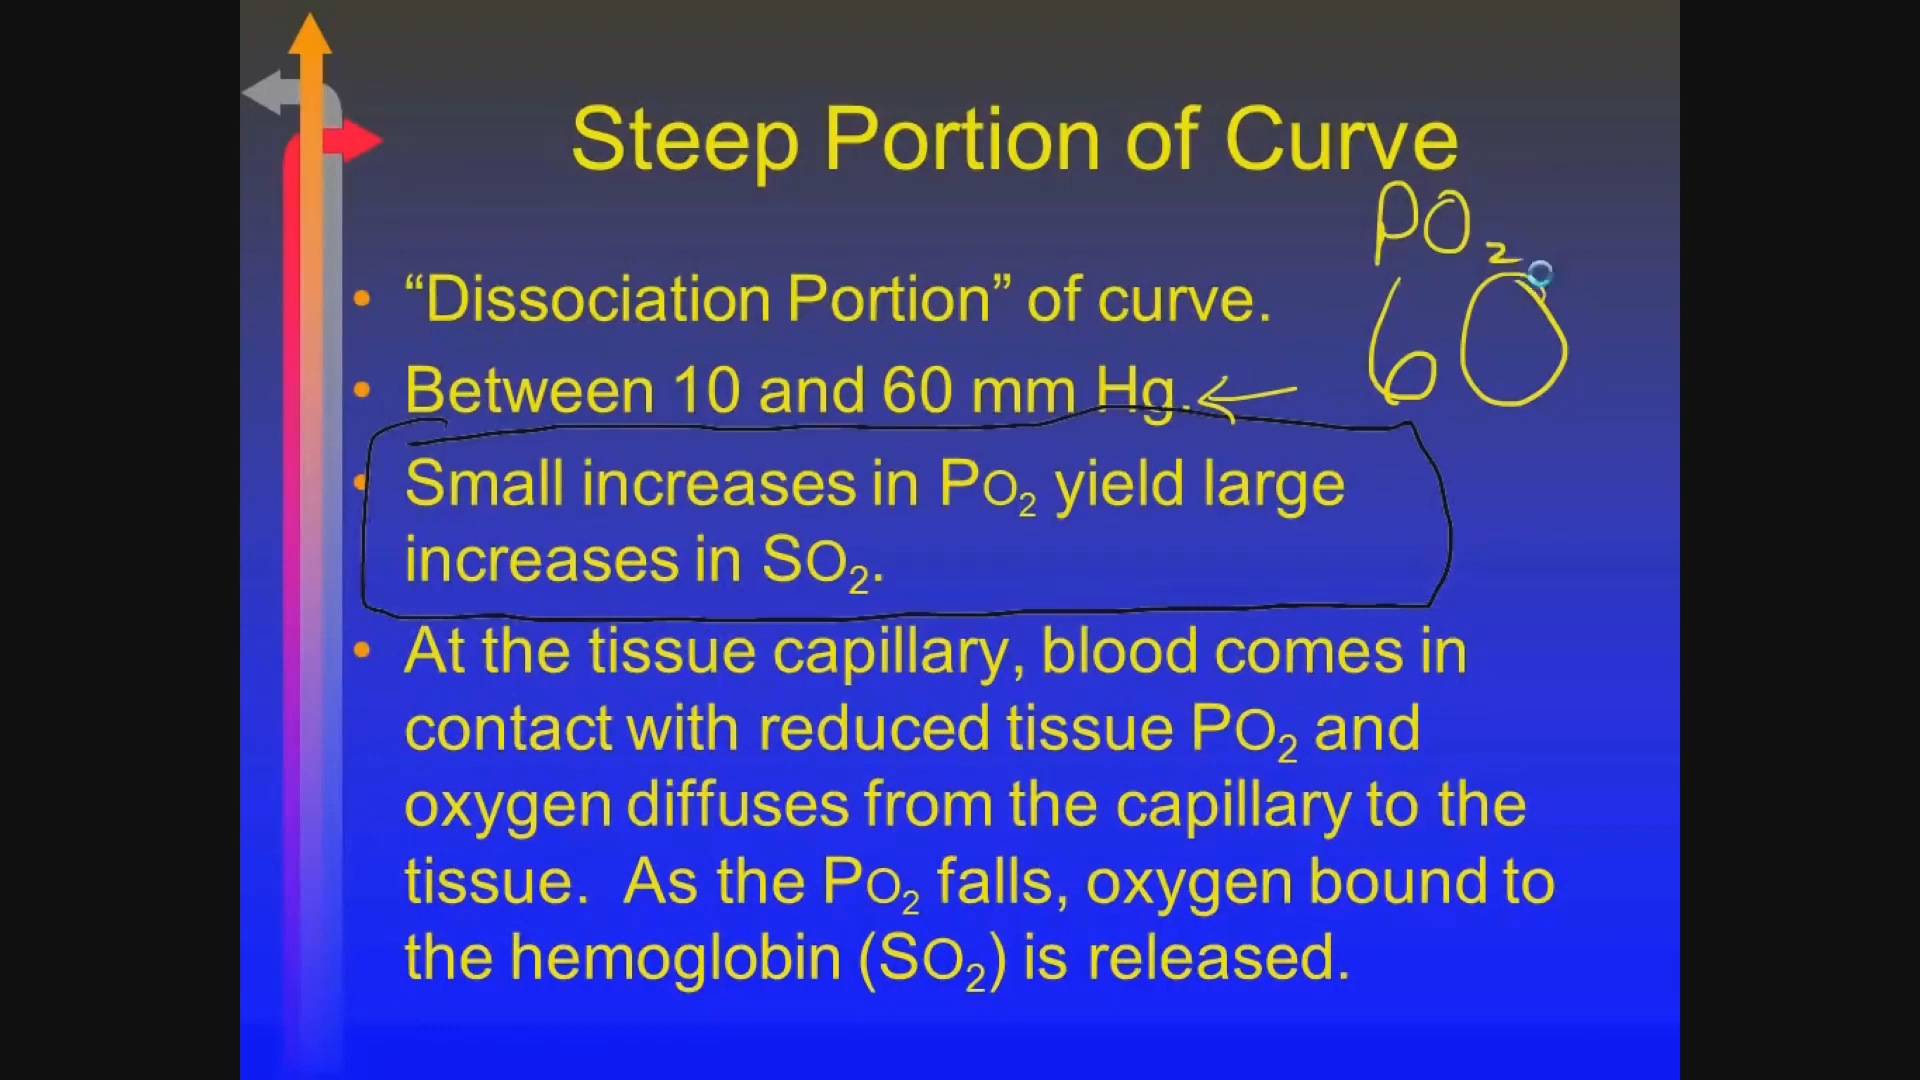 Steep Portion of Curve
PO₂
60
• “Dissociation Portion” of curve.
• Between 10 and 60 mm Hg.
• Small increases in PO₂ yield large
increases in SO₂.
• At the tissue capillary, blood comes in
contact with reduced tissue PO₂ and
oxygen diffuses from the capillary to the
tissue. As the PO₂ falls, oxygen bound to
the hemoglobin (SO₂) is released.